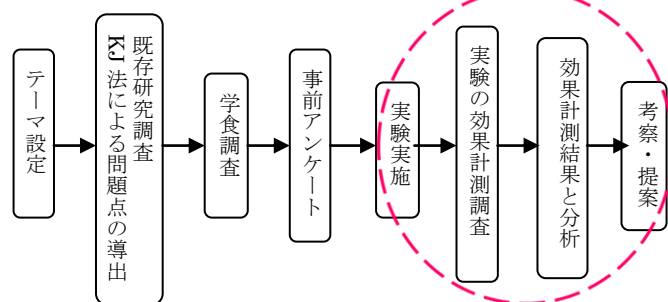 テーマ設定
既存研究調査
KJ 法による問題点の導出
学食調査
事前アンケート
実験実施
実験の効果計測調査
効果計測結果と分析
考察・提案